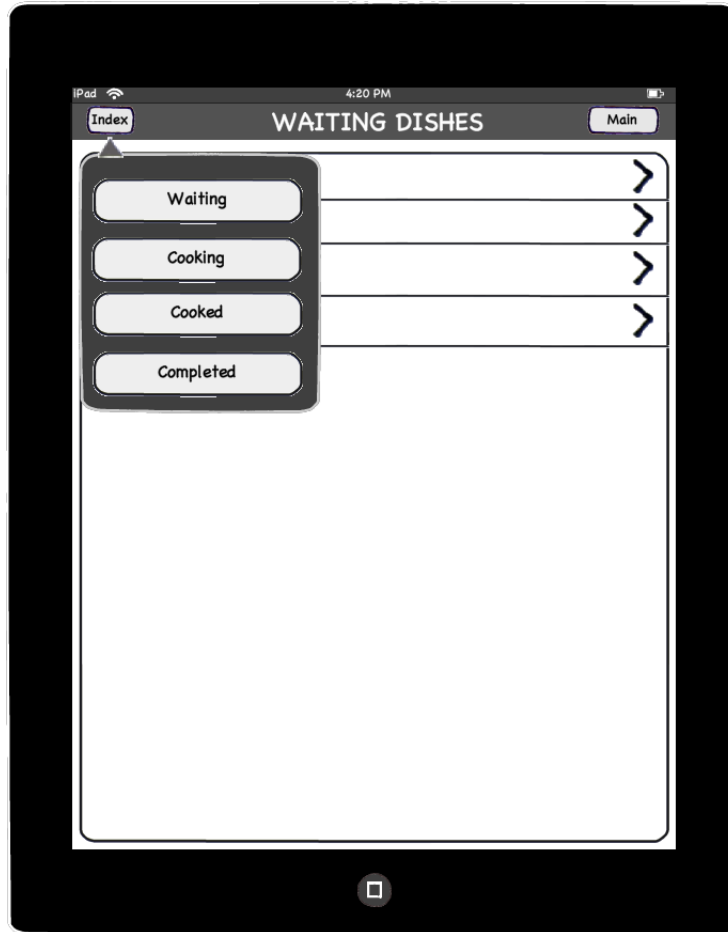 iPad 4:20 PM
Index WAITING DISHES Main
Waiting
Cooking
Cooked
Completed